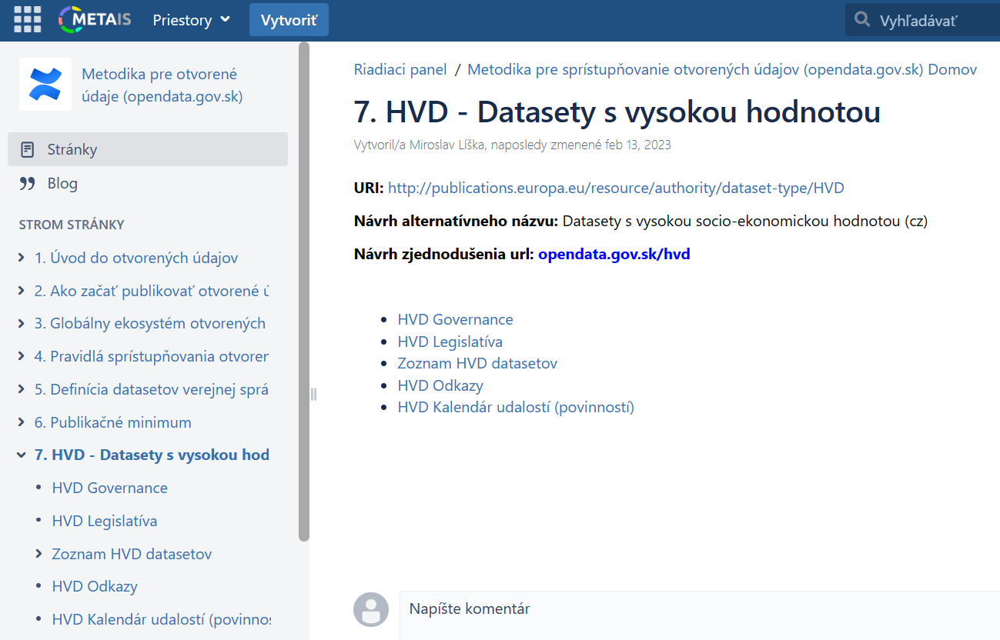 METAIS Priestory Vytvoriť Vyhľadávať
Metodika pre otvorené
údaje (opendata.gov.sk)
Stránky
Blog
STROM STRÁNKY
1. Úvod do otvorených údajov
2. Ako začať publikovať otvorené ú
3. Globálny ekosystém otvorených
4. Pravidlá sprístupňovania otvorer
5. Definícia datasetov verejnej sprá
6. Publikačné minimum
7. HVD - Datasety s vysokou hod
HVD Governance
HVD Legislatíva
Zoznam HVD datasetov
HVD Odkazy
HVD Kalendár udalostí (povinnos
Riadiaci panel / Metodika pre sprístupňovanie otvorených údajov (opendata.gov.sk) Domov
7. HVD - Datasety s vysokou hodnotou
Vytvoril/a Miroslav Líška, naposledy zmenené feb 13, 2023
URI: http://publications.europa.eu/resource/authority/dataset-type/HVD
Návrh alternatívneho názvu: Datasety s vysokou socio-ekonomickou hodnotou (cz)
Návrh zjednodušenia url: opendata.gov.sk/hvd
HVD Governance
HVD Legislatíva
Zoznam HVD datasetov
HVD Odkazy
HVD Kalendár udalostí (povinností)
Napíšte komentár